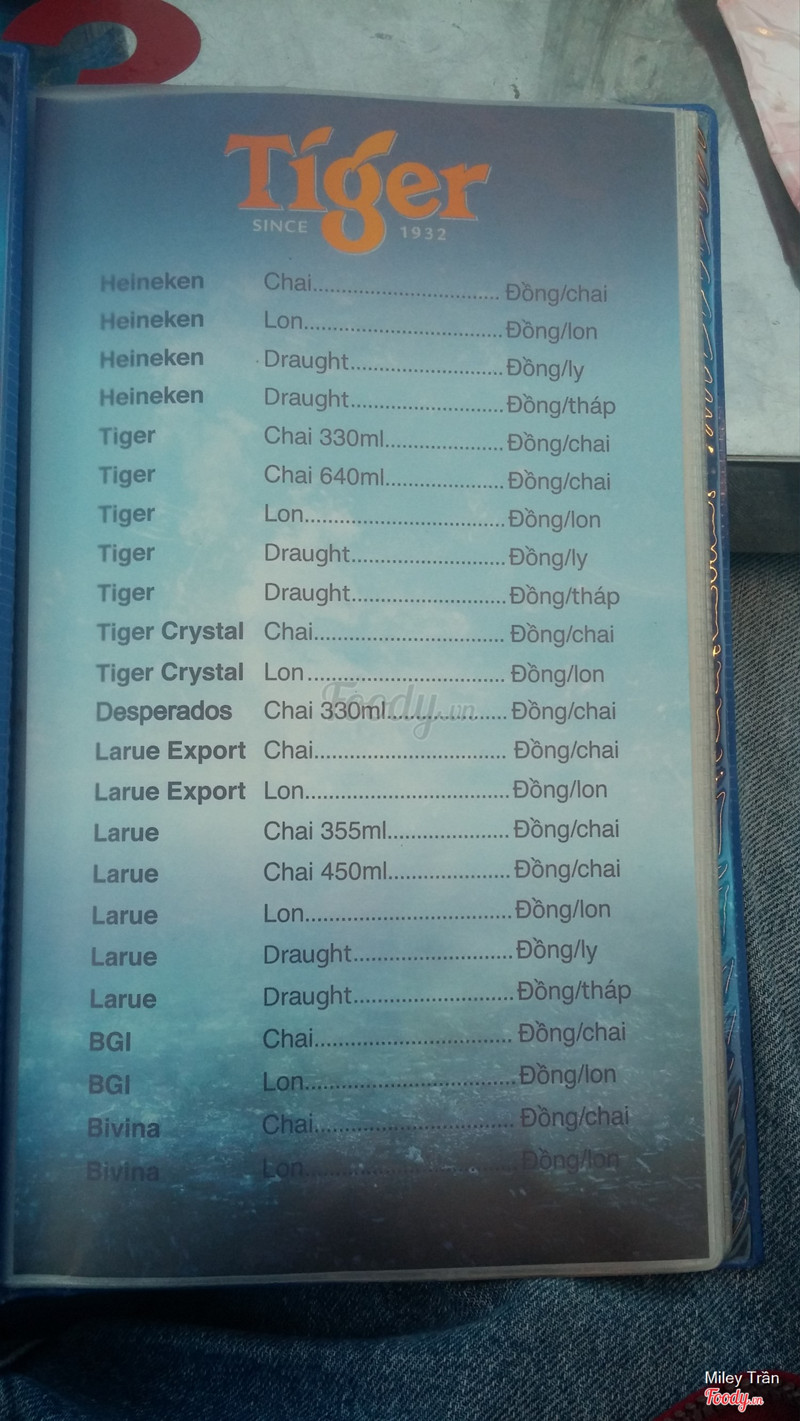 Tiger
SINCE 1932
Heineken Chai............................... Đồng/chai
Heineken Lon.................................Đồng/lon
Heineken Draught.........................Đồng/ly
Heineken Draught.........................Đồng/tháp
Tiger Chai 330ml....................Đồng/chai
Tiger Chai 640ml....................Đồng/chai
Tiger Lon.................................Đồng/lon
Tiger Draught.........................Đồng/ly
Tiger Draught.........................Đồng/tháp
Tiger Crystal Chai............................... Đồng/chai
Tiger Crystal Lon................................ Đồng/lon
Desperados Chai 330ml....................Đồng/chai
Larue Export Chai............................... Đồng/chai
Larue Export Lon.................................Đồng/lon
Larue Chai 355ml....................Đồng/chai
Larue Chai 450ml....................Đồng/chai
Larue Lon..................................Đồng/lon
Larue Draught..........................Đồng/ly
Larue Draught..........................Đồng/tháp
BGI Chai................................ Đồng/chai
BGI Lon..................................Đồng/lon
Bivina Chai................................ Đồng/chai
Bivina Lon.................................. Đồng/lon
Foody.vn
Miley Trần
Foody.vn